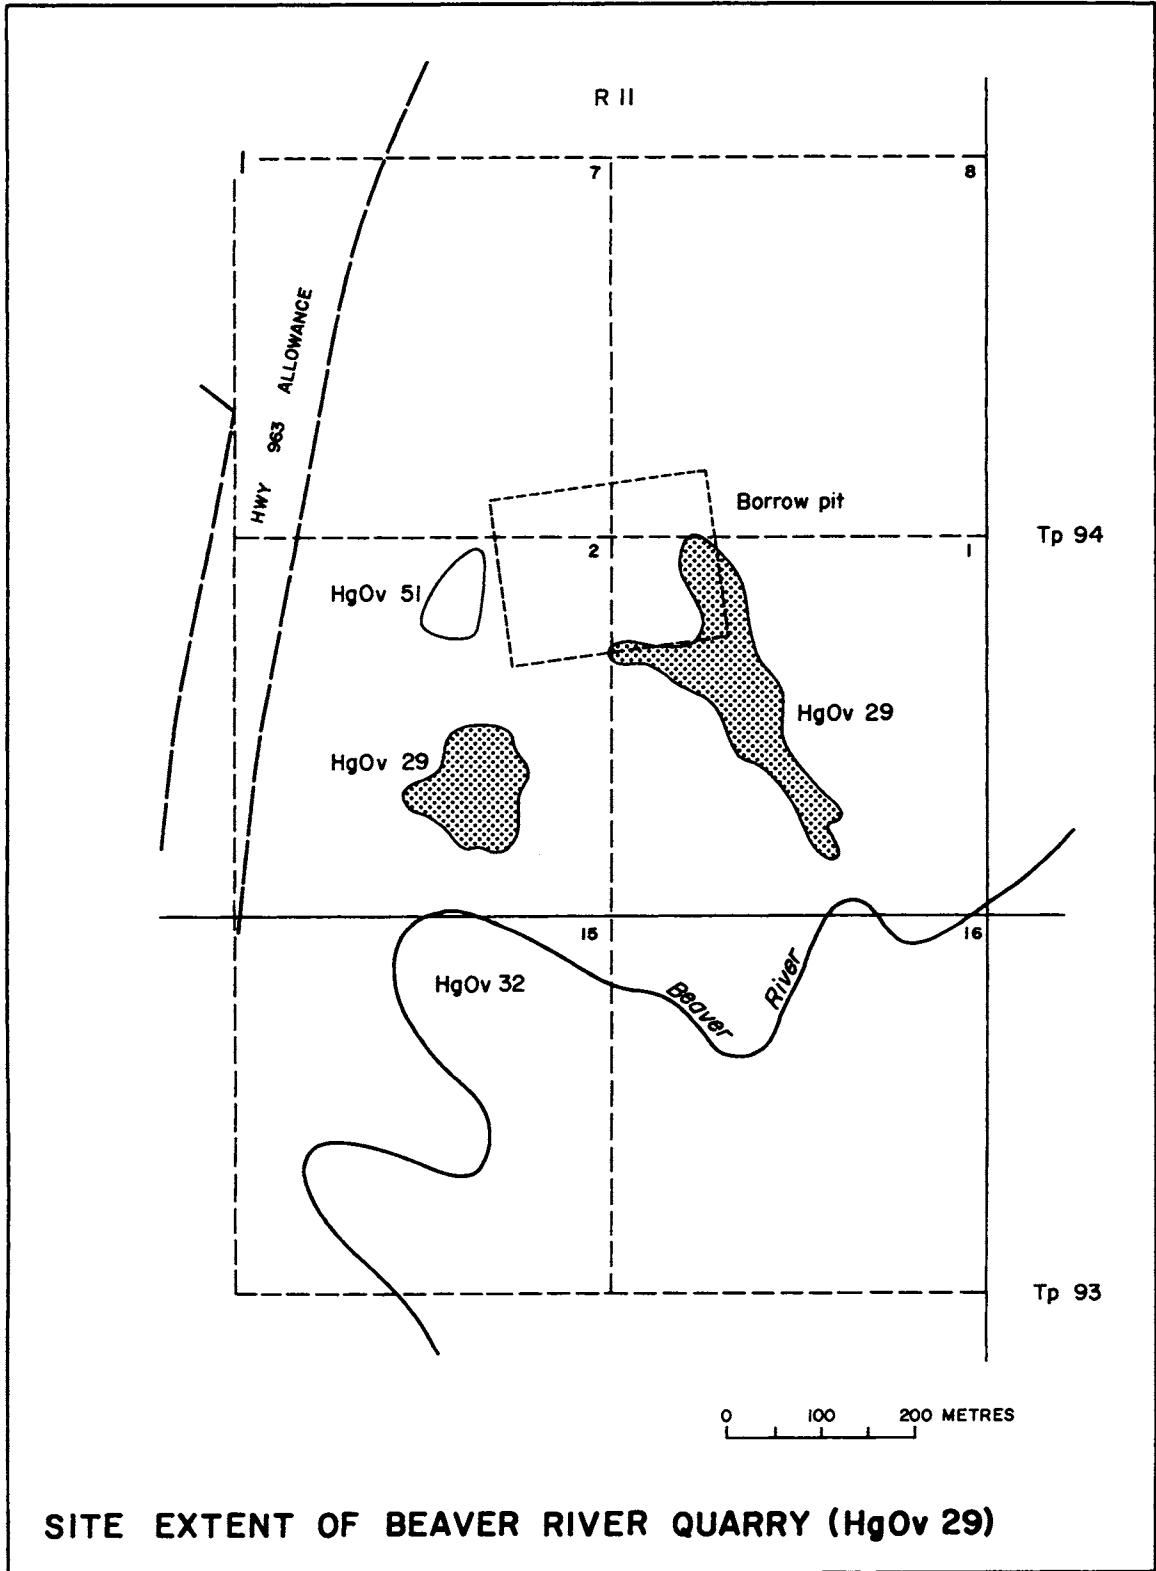 R 11
7
8
HWY 963 ALLOWANCE
Borrow pit
2
1
Tp 94
HgOv 51
HgOv 29
HgOv 29
15
16
HgOv 32
Beaver River
Tp 93
0 100 200 METRES
SITE EXTENT OF BEAVER RIVER QUARRY (HgOv 29)